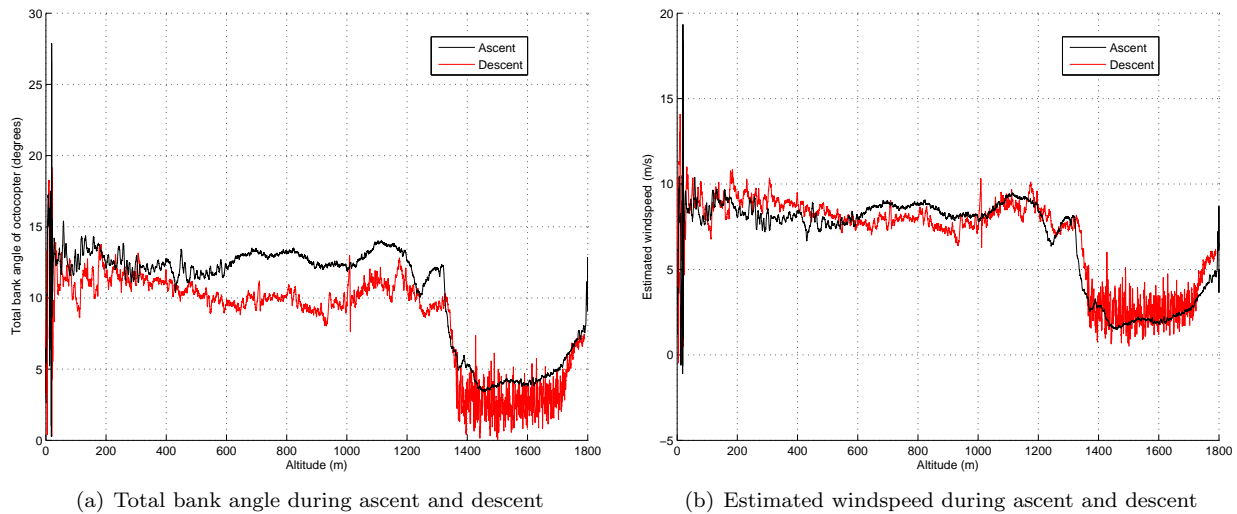 30
25
20
15
10
5
0
0 200 400 600 800 1000 1200 1400 1600 1800
Altitude (m)
Total bank angle of octocopter (degrees)
Ascent
Descent
(a) Total bank angle during ascent and descent
20
15
10
5
0
−5
0 200 400 600 800 1000 1200 1400 1600 1800
Altitude (m)
Estimated windspeed (m/s)
Ascent
Descent
(b) Estimated windspeed during ascent and descent